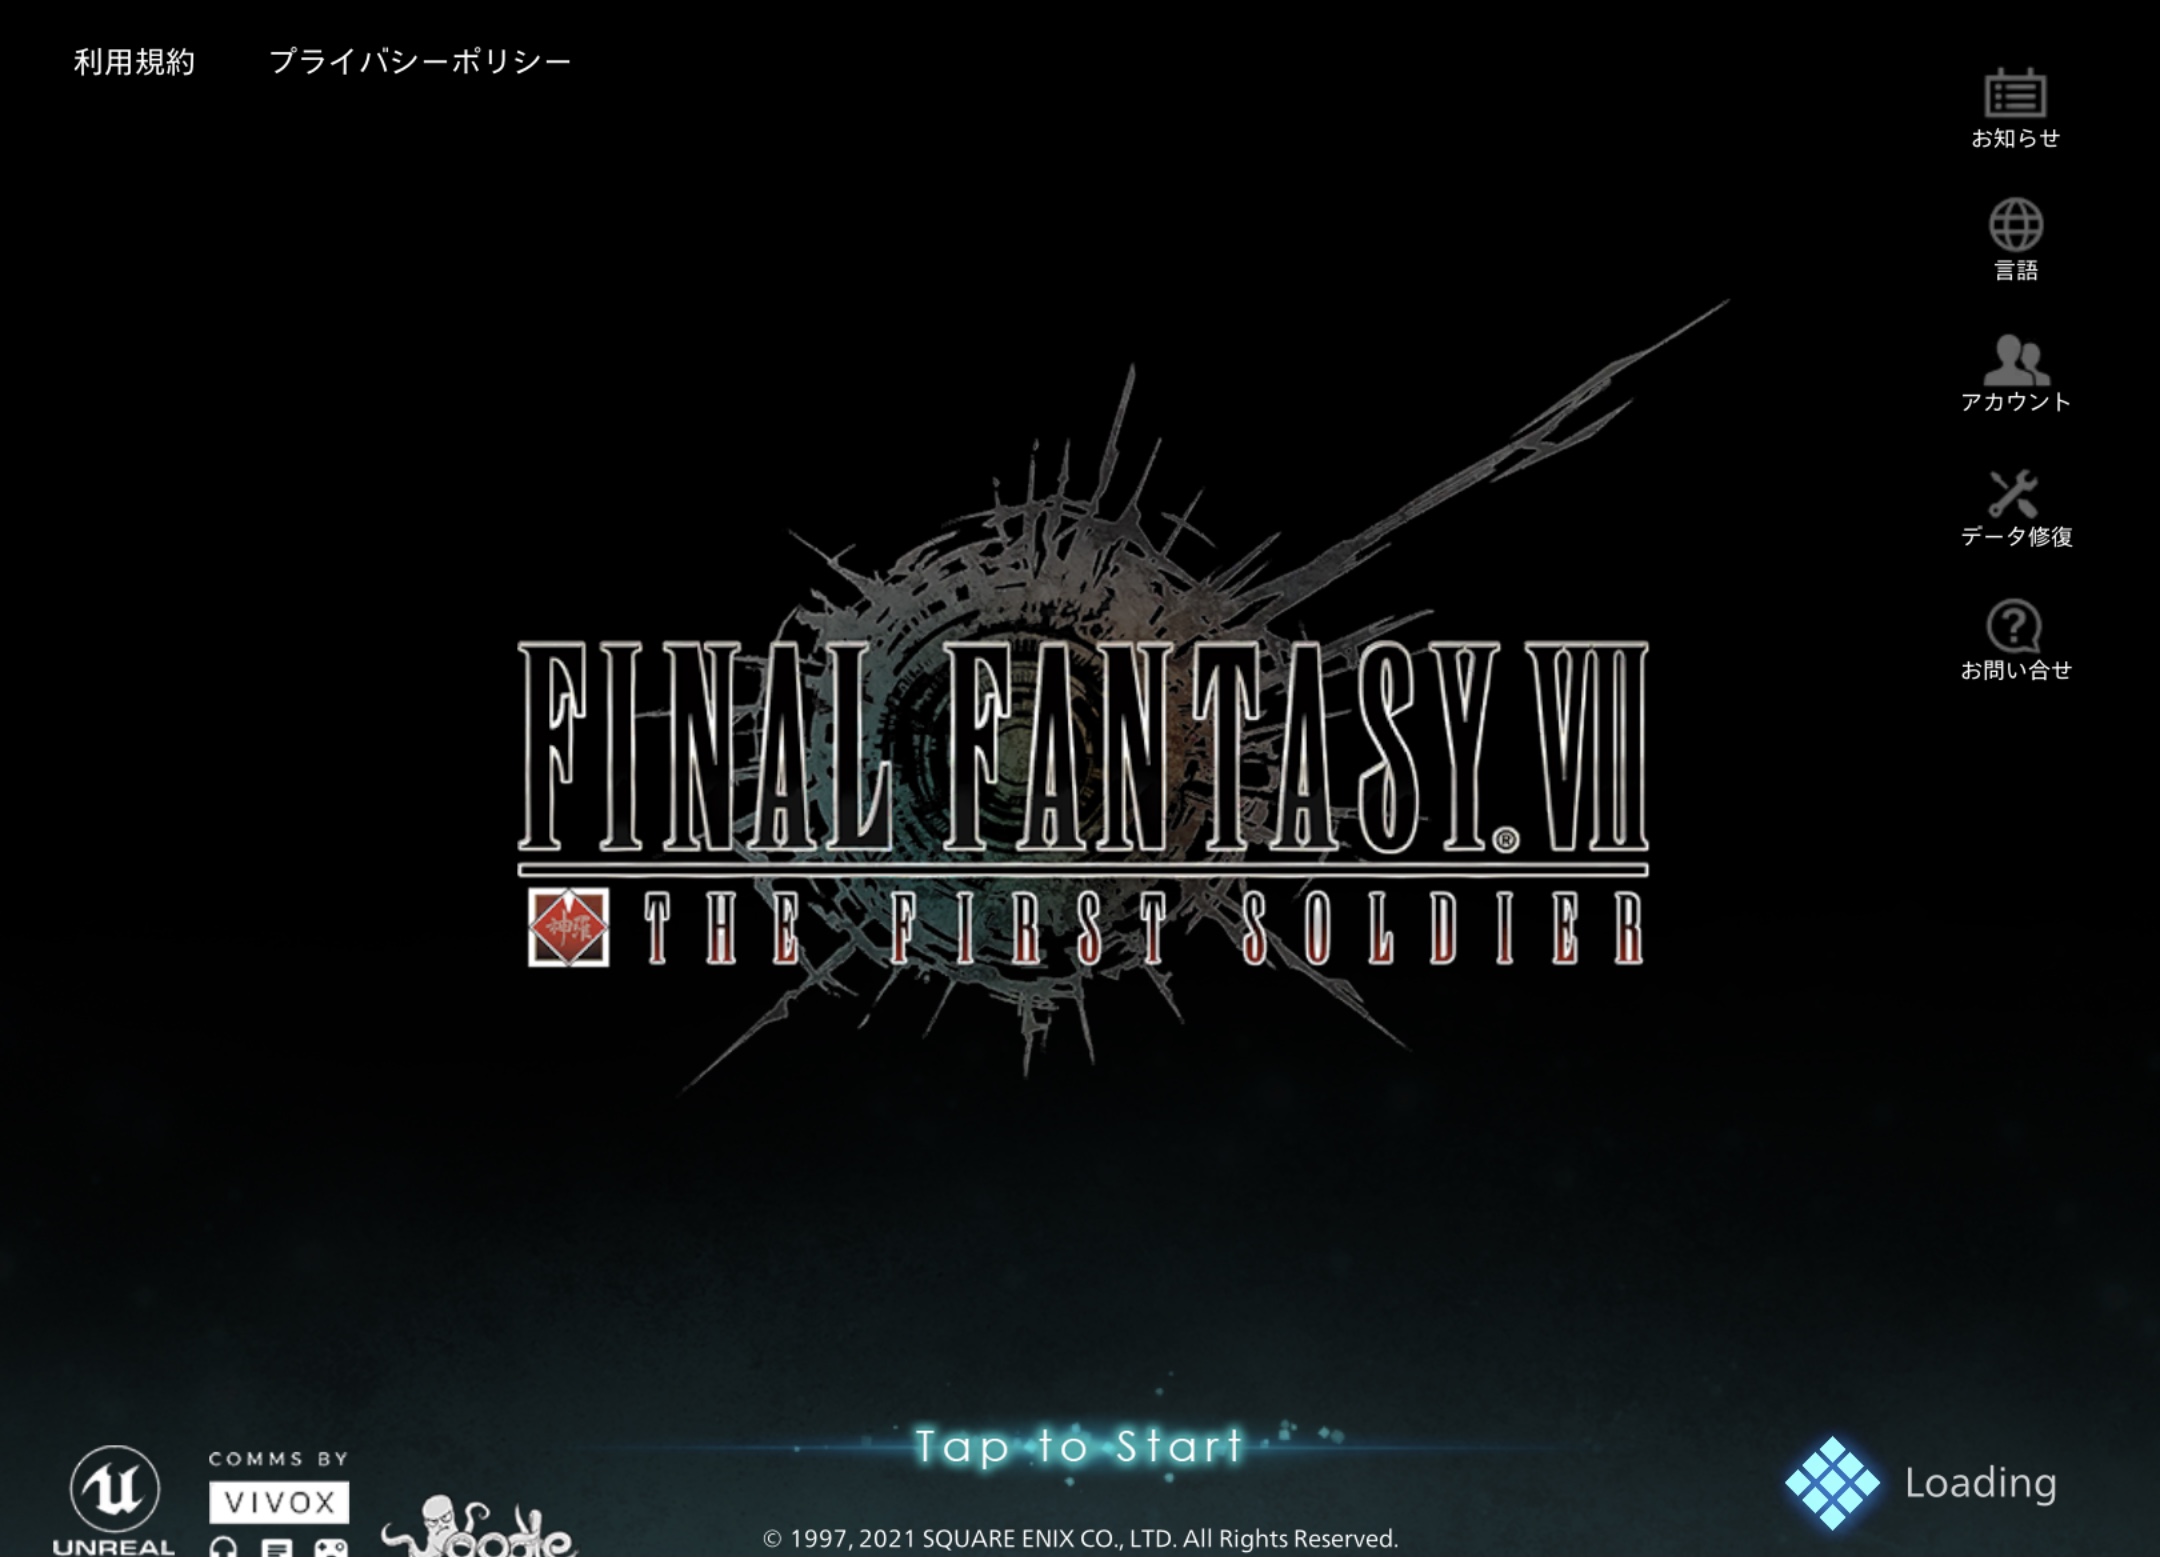 利用規約
プライバシーポリシー
お知らせ
言語
アカウント
データ修復
お問い合せ
FINAL FANTASY® VII
神羅
THE FIRST SOLDIER
Tap to Start
Loading
UNREAL
COMMS BY
VIVOX
oodle
© 1997, 2021 SQUARE ENIX CO., LTD. All Rights Reserved.